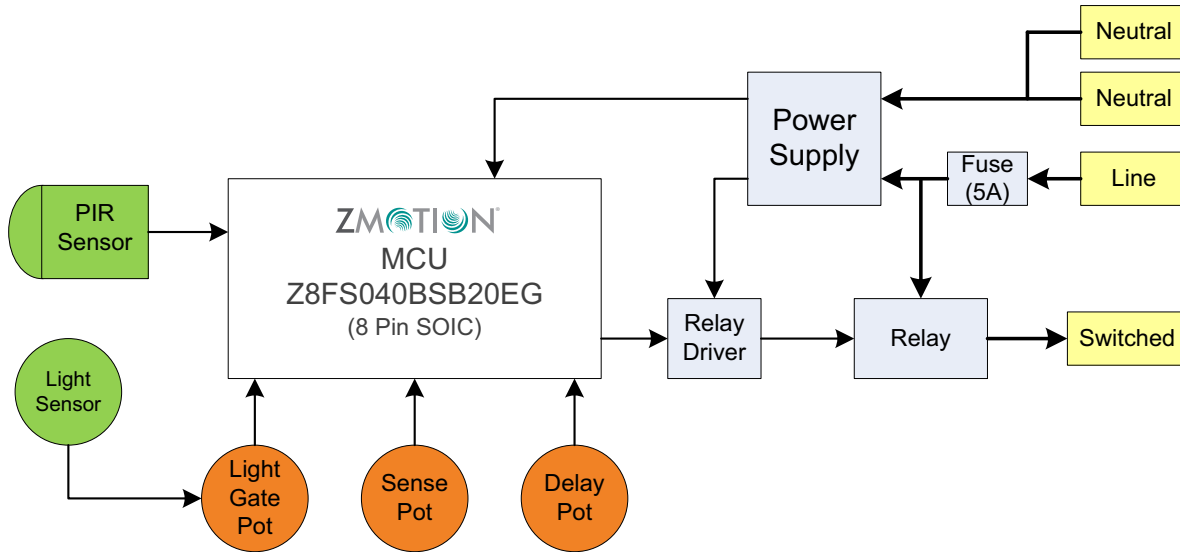 Neutral
Neutral
Power
Supply
Fuse
(5A)
Line
PIR
Sensor
ZMOTION®
MCU
Z8FS040BSB20EG
(8 Pin SOIC)
Relay
Driver
Relay
Switched
Light
Sensor
Light
Gate
Pot
Sense
Pot
Delay
Pot